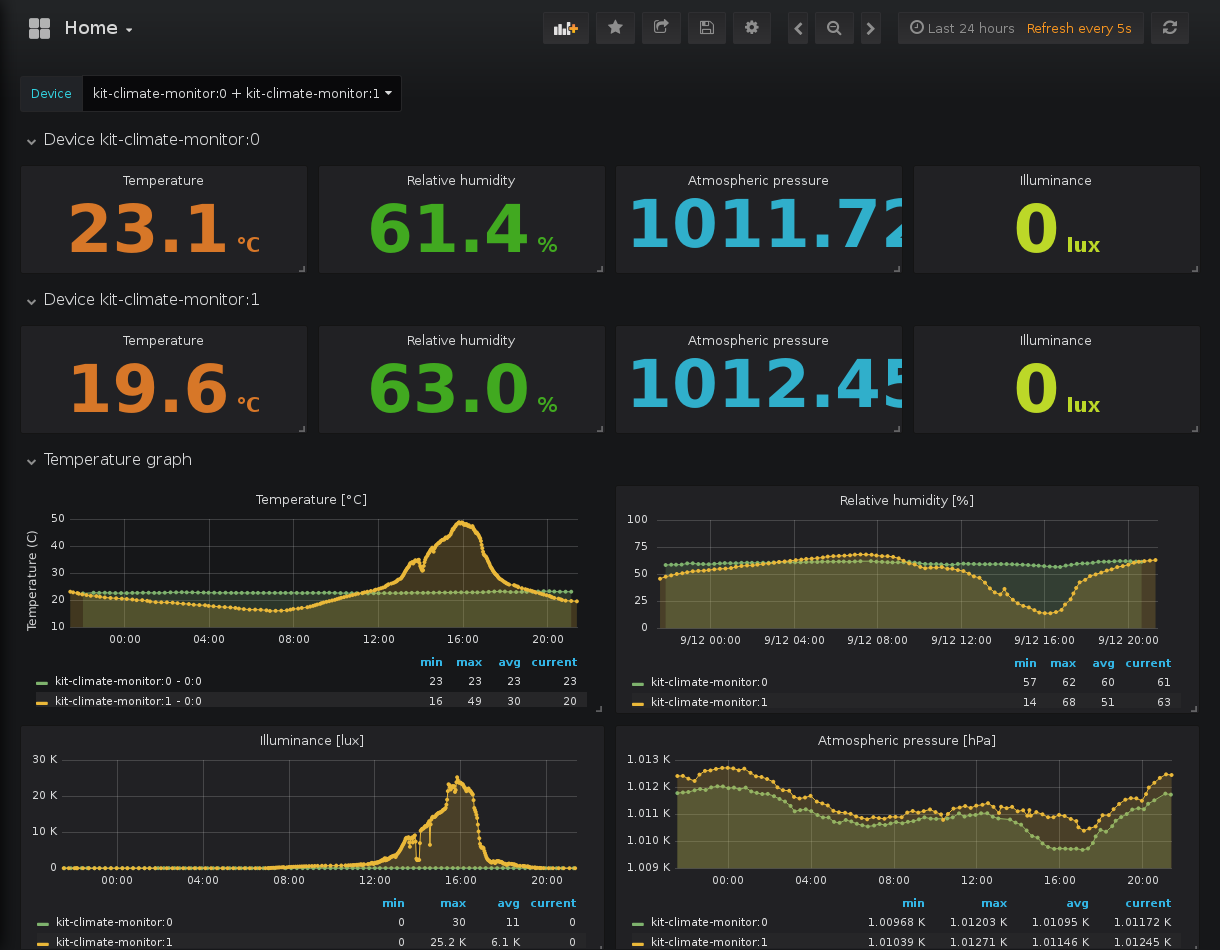 Home
Last 24 hours Refresh every 5s
Device kit-climate-monitor:0 + kit-climate-monitor:1
Device kit-climate-monitor:0
Temperature Relative humidity Atmospheric pressure Illuminance
23.1 °C 61.4 % 1011.72 0 lux
Device kit-climate-monitor:1
Temperature Relative humidity Atmospheric pressure Illuminance
19.6 °C 63.0 % 1012.45 0 lux
Temperature graph
Temperature [°C]
Temperature (C)
50
40
30
20
10
00:00 04:00 08:00 12:00 16:00 20:00
min max avg current
kit-climate-monitor:0 - 0:0 23 23 23 23
kit-climate-monitor:1 - 0:0 16 49 30 20
Relative humidity [%]
100
75
50
25
0
9/12 00:00 9/12 04:00 9/12 08:00 9/12 12:00 9/12 16:00 9/12 20:00
min max avg current
kit-climate-monitor:0 57 62 60 61
kit-climate-monitor:1 14 68 51 63
Illuminance [lux]
30 K
20 K
10 K
0
00:00 04:00 08:00 12:00 16:00 20:00
min max avg current
kit-climate-monitor:0 0 30 11 0
kit-climate-monitor:1 0 25.2 K 6.1 K 0
Atmospheric pressure [hPa]
1.013 K
1.012 K
1.011 K
1.010 K
1.009 K
00:00 04:00 08:00 12:00 16:00 20:00
min max avg current
kit-climate-monitor:0 1.00968 K 1.01203 K 1.01095 K 1.01172 K
kit-climate-monitor:1 1.01039 K 1.01271 K 1.01146 K 1.01245 K